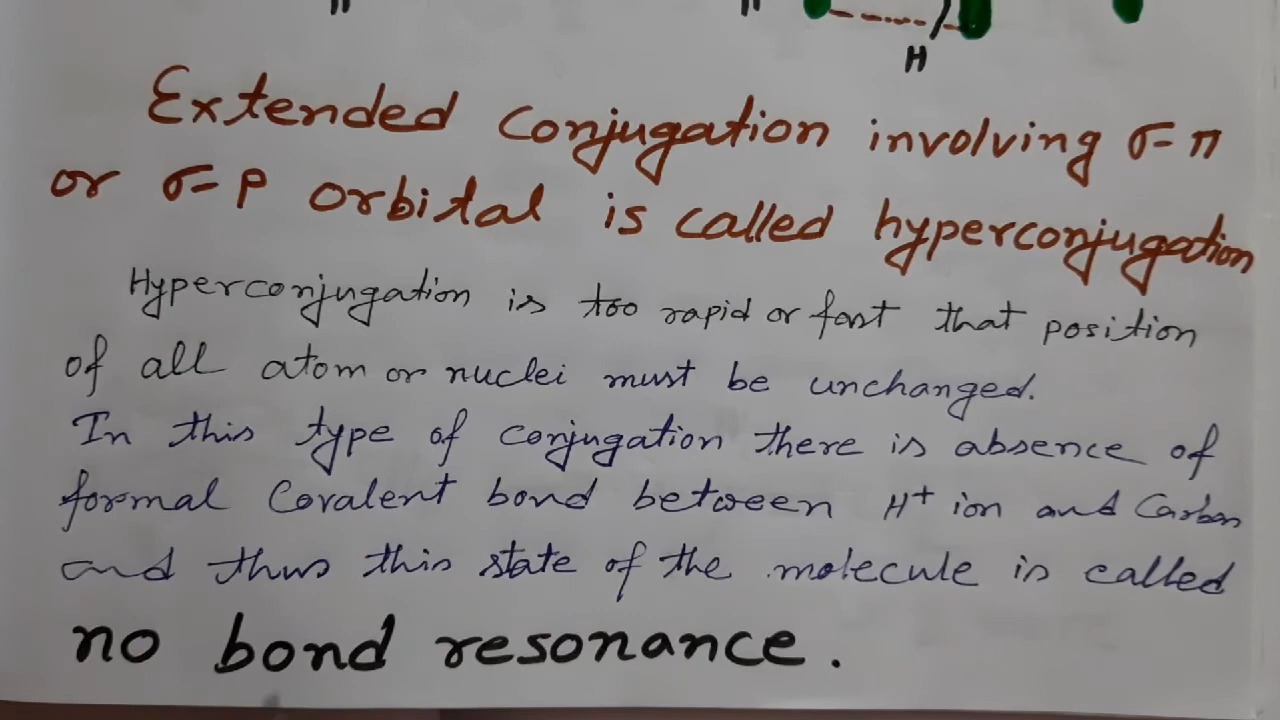 H
Extended Conjugation involving σ-π
or σ-P orbital is called hyperconjugation
Hyperconjugation is too rapid or fast that position
of all atom or nuclei must be unchanged.
In this type of conjugation there is absence of
formal Covalent bond between H+ ion and Carbon
and thus this state of the molecule is called
no bond resonance.